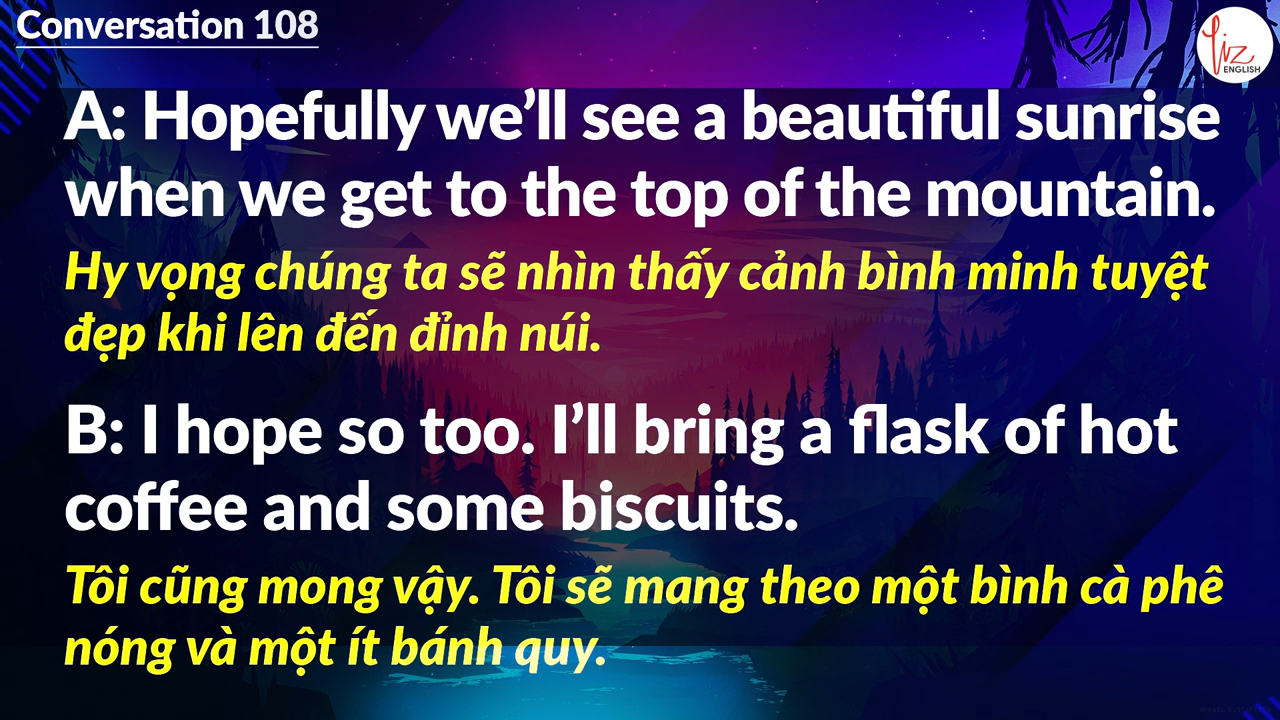 Conversation 108
Liz
ENGLISH
A: Hopefully we’ll see a beautiful sunrise
when we get to the top of the mountain.
Hy vọng chúng ta sẽ nhìn thấy cảnh bình minh tuyệt
đẹp khi lên đến đỉnh núi.
B: I hope so too. I’ll bring a flask of hot
coffee and some biscuits.
Tôi cũng mong vậy. Tôi sẽ mang theo một bình cà phê
nóng và một ít bánh quy.